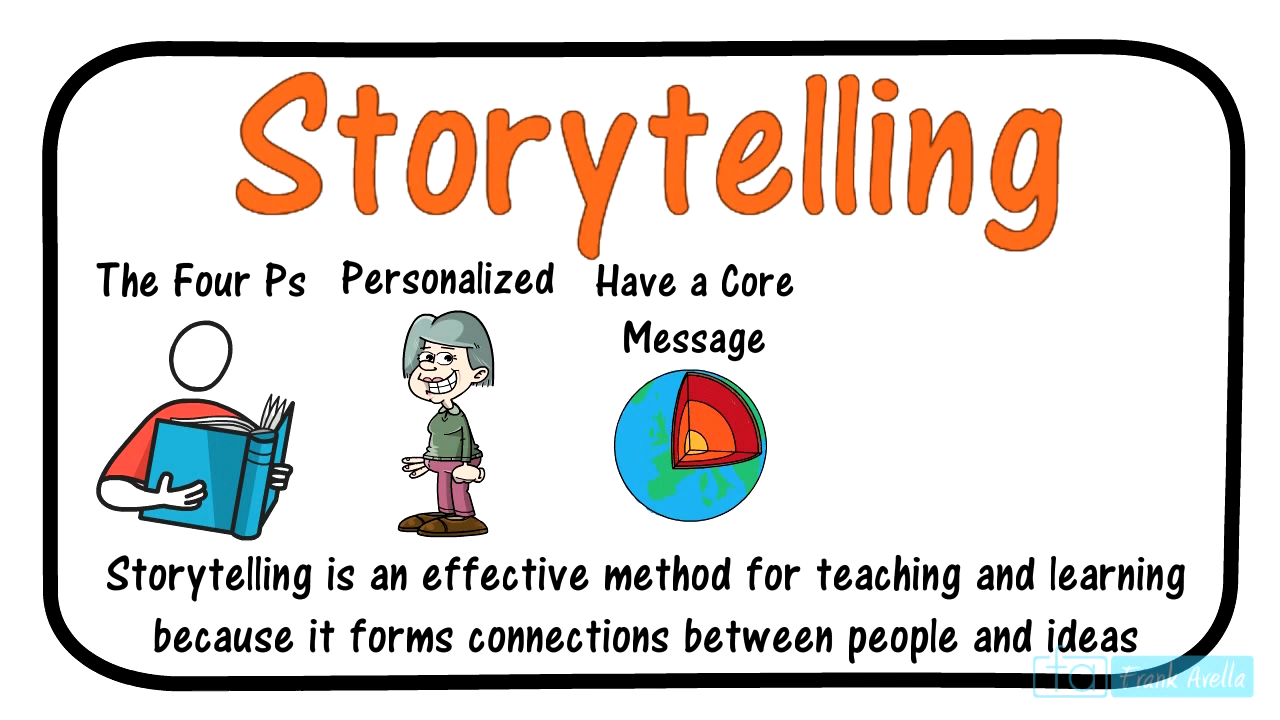 Storytelling
The Four Ps
Personalized
Have a Core
Message
Storytelling is an effective method for teaching and learning
because it forms connections between people and ideas
fa Frank Avella